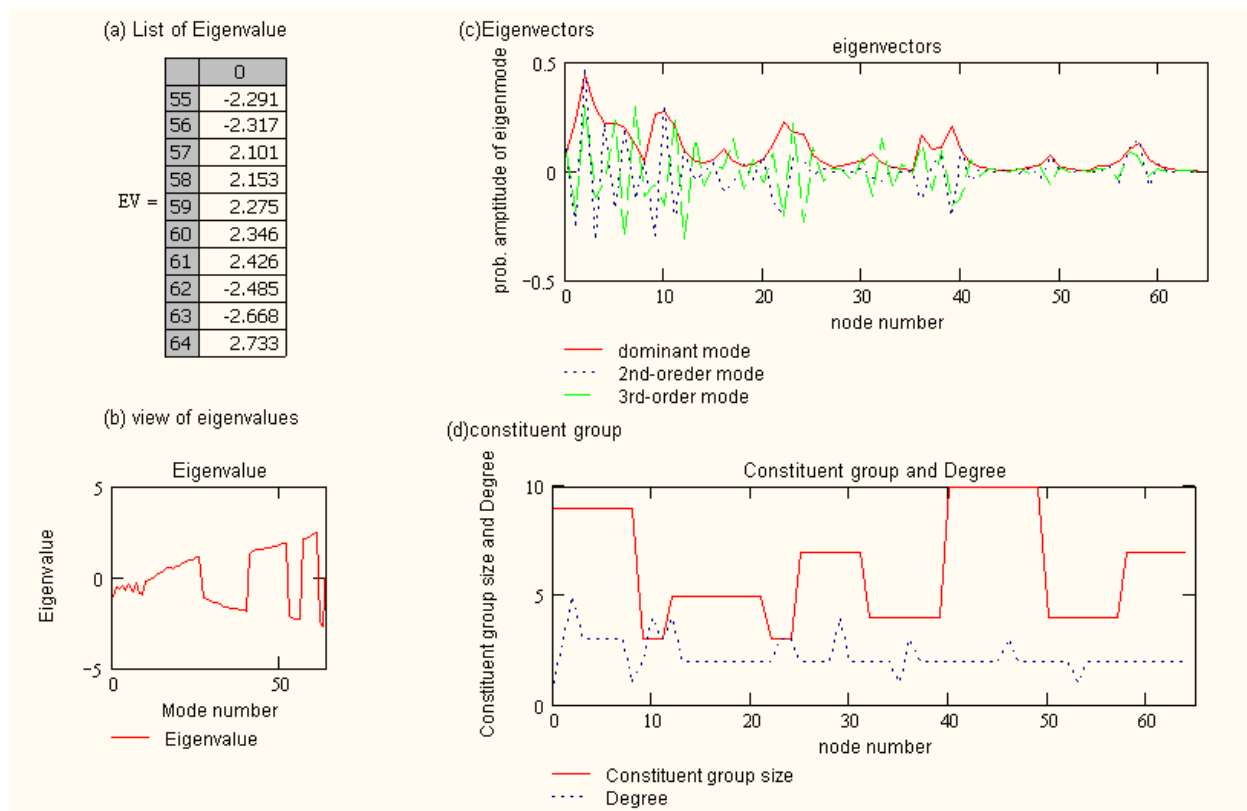 (a) List of Eigenvalue
0
55 -2.291
56 -2.317
57 2.101
58 2.153
59 2.275
60 2.346
61 2.426
62 -2.485
63 -2.668
64 2.733
EV =
(b) view of eigenvalues
Eigenvalue
5
0
-5
0 50
Eigenvalue
Mode number
Eigenvalue
(c)Eigenvectors
eigenvectors
0.5
0
-0.5
0 10 20 30 40 50 60
prob. amptitude of eigenmode
node number
dominant mode
2nd-oreder mode
3rd-order mode
(d)constituent group
Constituent group and Degree
10
5
0
0 10 20 30 40 50 60
Constituent group size and Degree
node number
Constituent group size
Degree